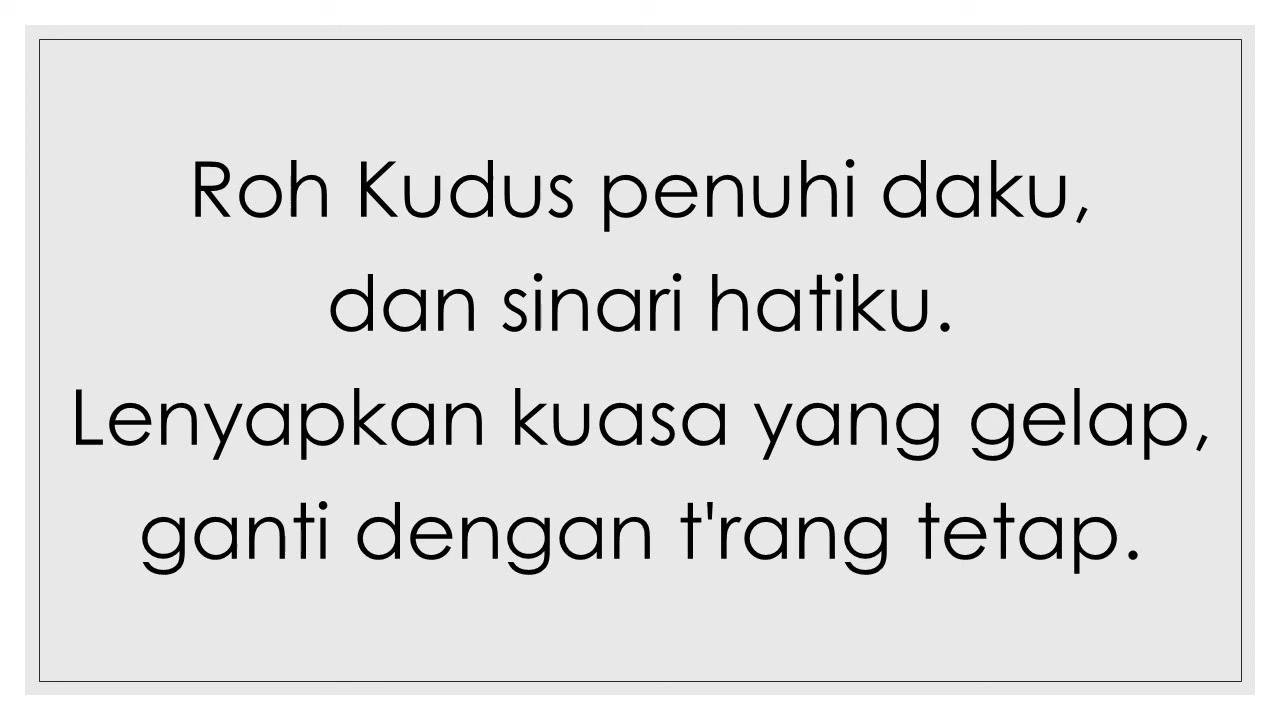 Roh Kudus penuhi daku,
dan sinari hatiku.
Lenyapkan kuasa yang gelap,
ganti dengan t'rang tetap.